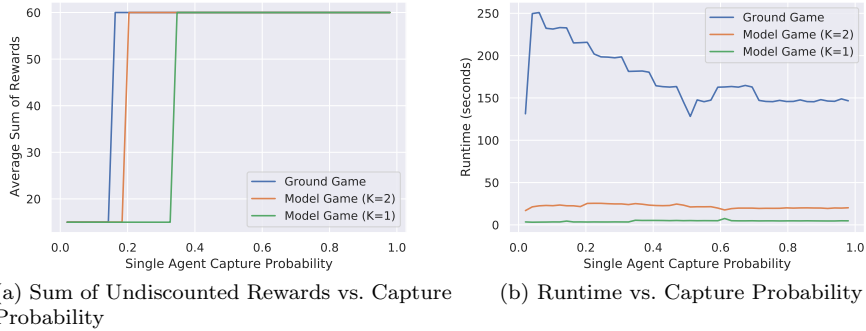 60
50
40
30
20
Average Sum of Rewards
Ground Game
Model Game (K=2)
Model Game (K=1)
0.0 0.2 0.4 0.6 0.8 1.0
Single Agent Capture Probability
250
200
150
100
50
0
Runtime (seconds)
Ground Game
Model Game (K=2)
Model Game (K=1)
0.0 0.2 0.4 0.6 0.8 1.0
Single Agent Capture Probability
a) Sum of Undiscounted Rewards vs. Capture
Probability
(b) Runtime vs. Capture Probability